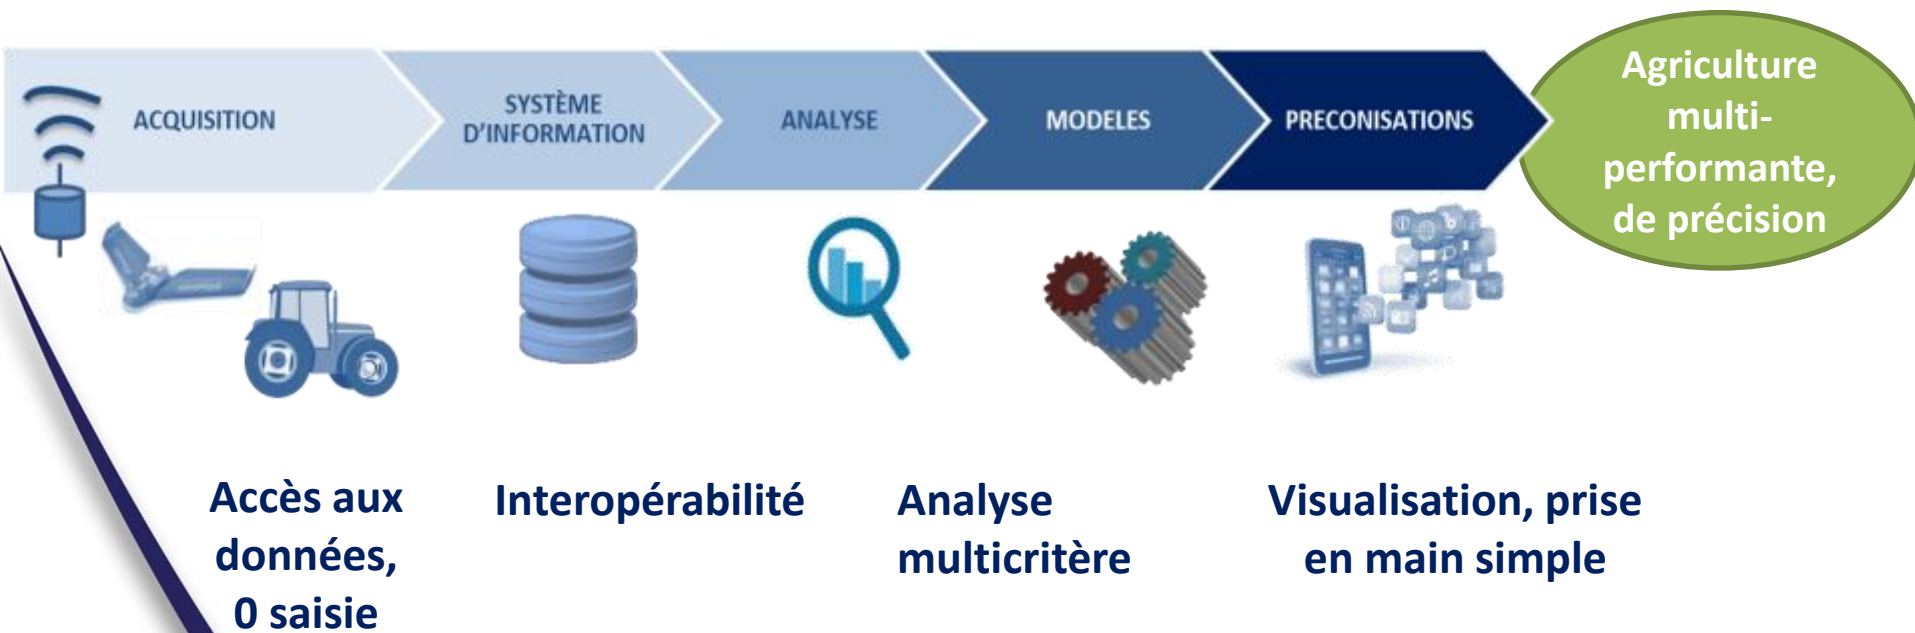 ACQUISITION
SYSTÈME
D'INFORMATION
ANALYSE
MODELES
PRECONISATIONS
Agriculture
multi-
performante,
de précision
Accès aux
données,
0 saisie
Interopérabilité
Analyse
multicritère
Visualisation, prise
en main simple